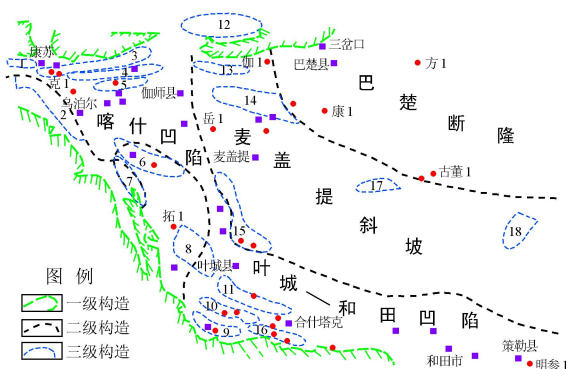 12
三岔口
康苏
1
3
伽1
巴楚县
方1
13
4
克1
5
巴
乌泊尔
伽师县
14
楚
2
喀
岳1
康1
断
什
麦
隆
凹
麦盖提
盖
古董1
6
陷
7
提
17
拓1
斜
18
15
坡
8
叶城县
叶
图 例
城
11
一级构造
10
和
合什塔克
田
二级构造
9
16
凹
陷
三级构造
策勒县
和田市
明参1